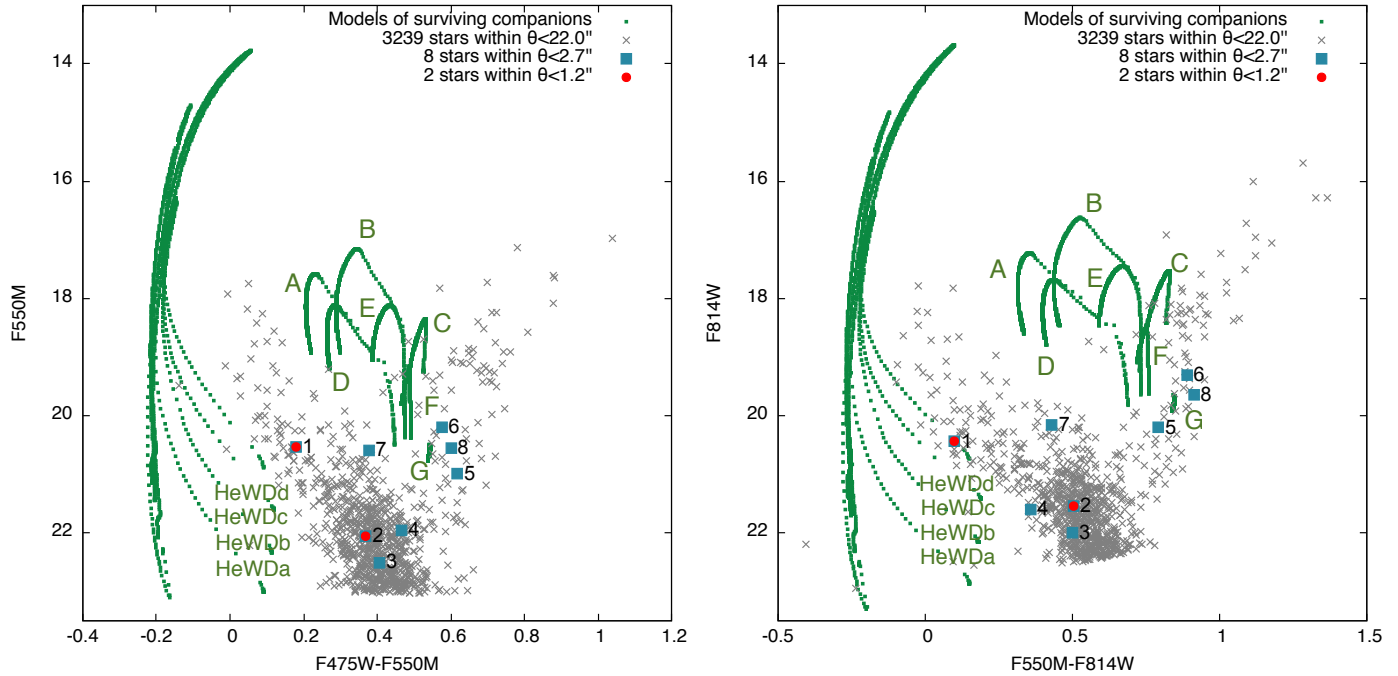 Models of surviving companions
3239 stars within θ<22.0"
8 stars within θ<2.7"
2 stars within θ<1.2"
14
16
18
20
22
F550M
A
B
E
C
D
F
G
6
8
5
7
1
2
4
3
HeWDd
HeWDc
HeWDb
HeWDa
-0.4
-0.2
0
0.2
0.4
0.6
0.8
1
1.2
F475W-F550M
Models of surviving companions
3239 stars within θ<22.0"
8 stars within θ<2.7"
2 stars within θ<1.2"
14
16
18
20
22
F814W
B
A
E
C
D
F
6
8
G
5
7
1
4
2
3
HeWDd
HeWDc
HeWDb
HeWDa
-0.5
0
0.5
1
1.5
F550M-F814W